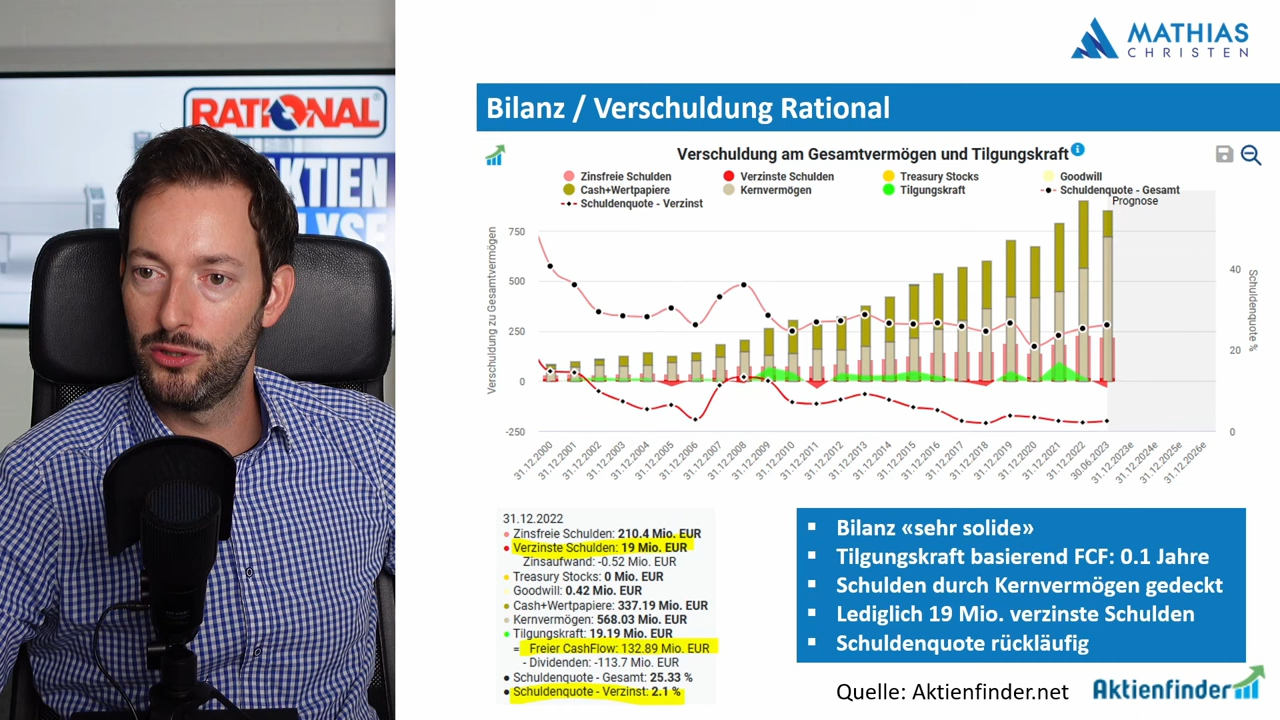 RATIONAL®
AKTIEN
MATHIAS
CHRISTEN
Bilanz / Verschuldung Rational
Verschuldung am Gesamtvermögen und Tilgungskraft
Zinsfreie Schulden
Verzinste Schulden
Treasury Stocks
Goodwill
Cash+Wertpapiere
Kernvermögen
Tilgungskraft
Schuldenquote - Gesamt
Schuldenquote - Verzinst
Prognose
Verschuldung zu Gesamtvermögen
750
500
250
0
-250
40
20
0
Schuldenquote %
31.12.2000
31.12.2001
31.12.2002
31.12.2003
31.12.2004
31.12.2005
31.12.2006
31.12.2007
31.12.2008
31.12.2009
31.12.2010
31.12.2011
31.12.2012
31.12.2013
31.12.2014
31.12.2015
31.12.2016
31.12.2017
31.12.2018
31.12.2019
31.12.2020
31.12.2021
31.12.2022
30.06.2023
31.12.2023e
31.12.2024e
31.12.2025e
31.12.2026e
31.12.2022
Zinsfreie Schulden: 210.4 Mio. EUR
Verzinste Schulden: 19 Mio. EUR
Zinsaufwand: -0.52 Mio. EUR
Treasury Stocks: 0 Mio. EUR
Goodwill: 0.42 Mio. EUR
Cash+Wertpapiere: 337.19 Mio. EUR
Kernvermögen: 568.03 Mio. EUR
Tilgungskraft: 19.19 Mio. EUR
= Freier CashFlow: 132.89 Mio. EUR
- Dividenden: -113.7 Mio. EUR
Schuldenquote - Gesamt: 25.33 %
Schuldenquote - Verzinst: 2.1 %
Bilanz «sehr solide»
Tilgungskraft basierend FCF: 0.1 Jahre
Schulden durch Kernvermögen gedeckt
Lediglich 19 Mio. verzinste Schulden
Schuldenquote rückläufig
Quelle: Aktienfinder.net
Aktienfinder